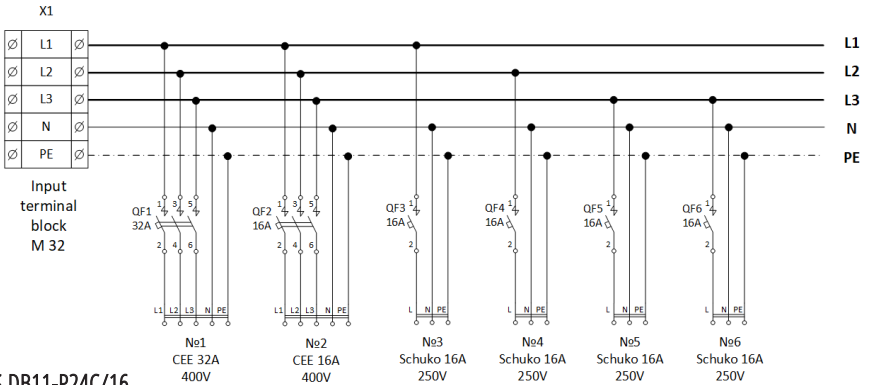 X1
L1
L2
L3
N
PE
L1
L2
L3
N
PE
Input
terminal
block
M 32
QF1
32A
1 3 5
2 4 6
QF2
16A
1 3 5
2 4 6
QF3
16A
1
2
QF4
16A
1
2
QF5
16A
1
2
QF6
16A
1
2
L1 L2 L3 N PE
L1 L2 L3 N PE
L N PE
L N PE
L N PE
L N PE
№1
CEE 32A
400V
№2
CEE 16A
400V
№3
Schuko 16A
250V
№4
Schuko 16A
250V
№5
Schuko 16A
250V
№6
Schuko 16A
250V
DB11-P24C/16